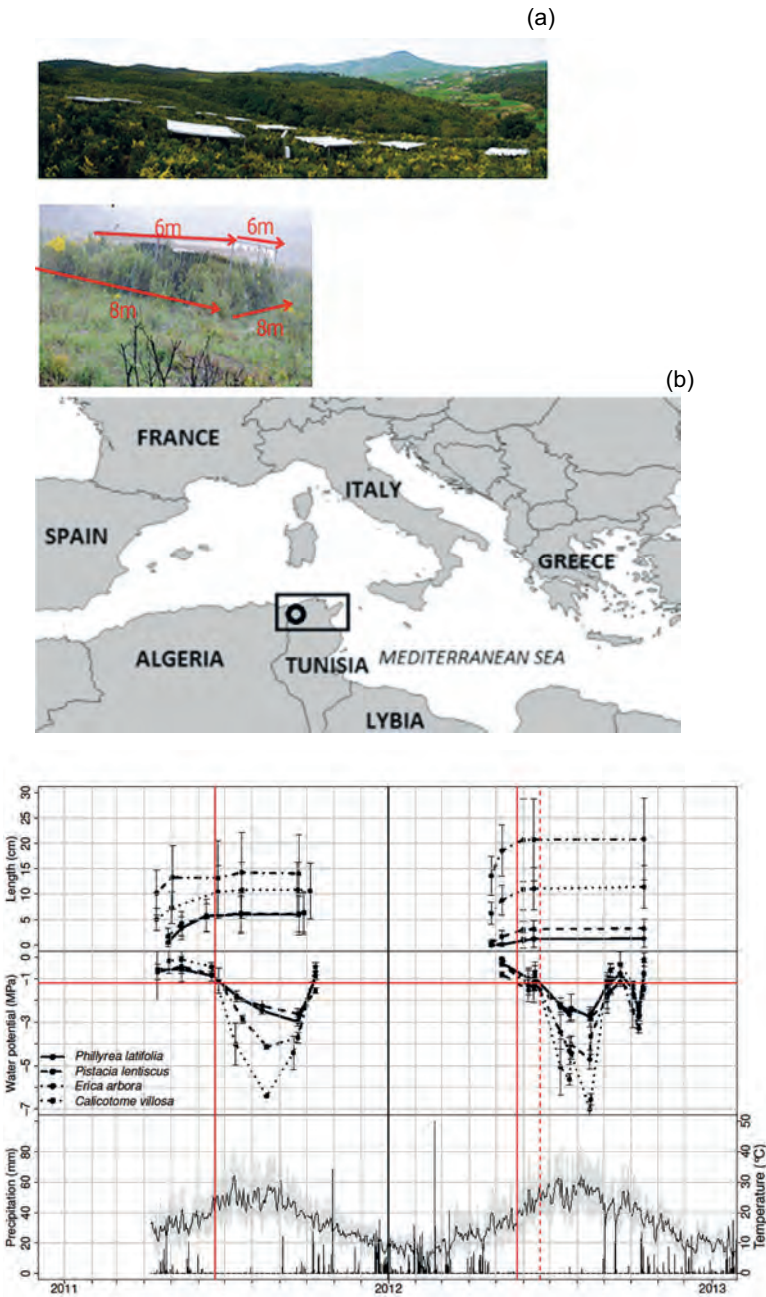 (a)
6m 6m
8m 8m
(b)
FRANCE
ITALY
SPAIN
GREECE
ALGERIA
TUNISIA
MEDITERRANEAN SEA
LYBIA
Length (cm)
30
25
20
15
10
5
0
Water potential (MPa)
0
-1
-3
-5
-7
Phillyrea latifolia
Pistacia lentiscus
Erica arbora
Calicotome villosa
Precipitation (mm)
80
60
40
20
0
Temperature (°C)
50
40
30
20
10
0
2011 2012 2013